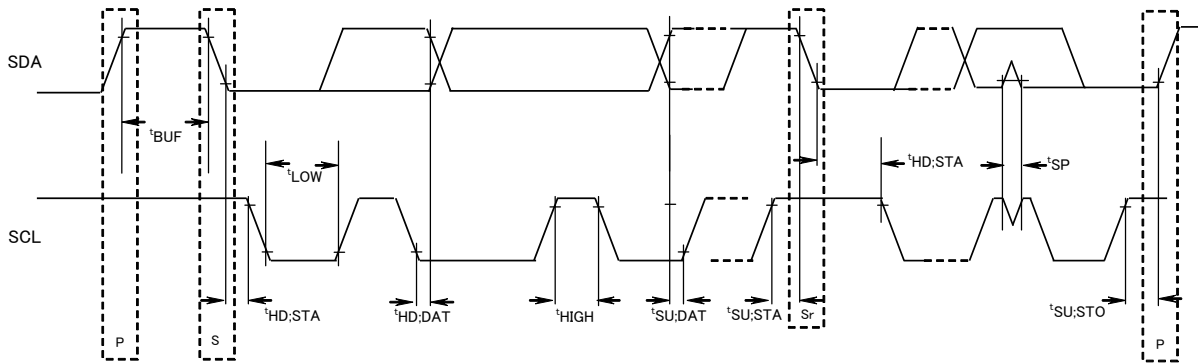 SDA
tBUF
tLOW
tHD;STA
tSP
SCL
tHD;STA
tHD;DAT
tHIGH
tSU;DAT
tSU;STA
Sr
tSU;STO
P
S
P